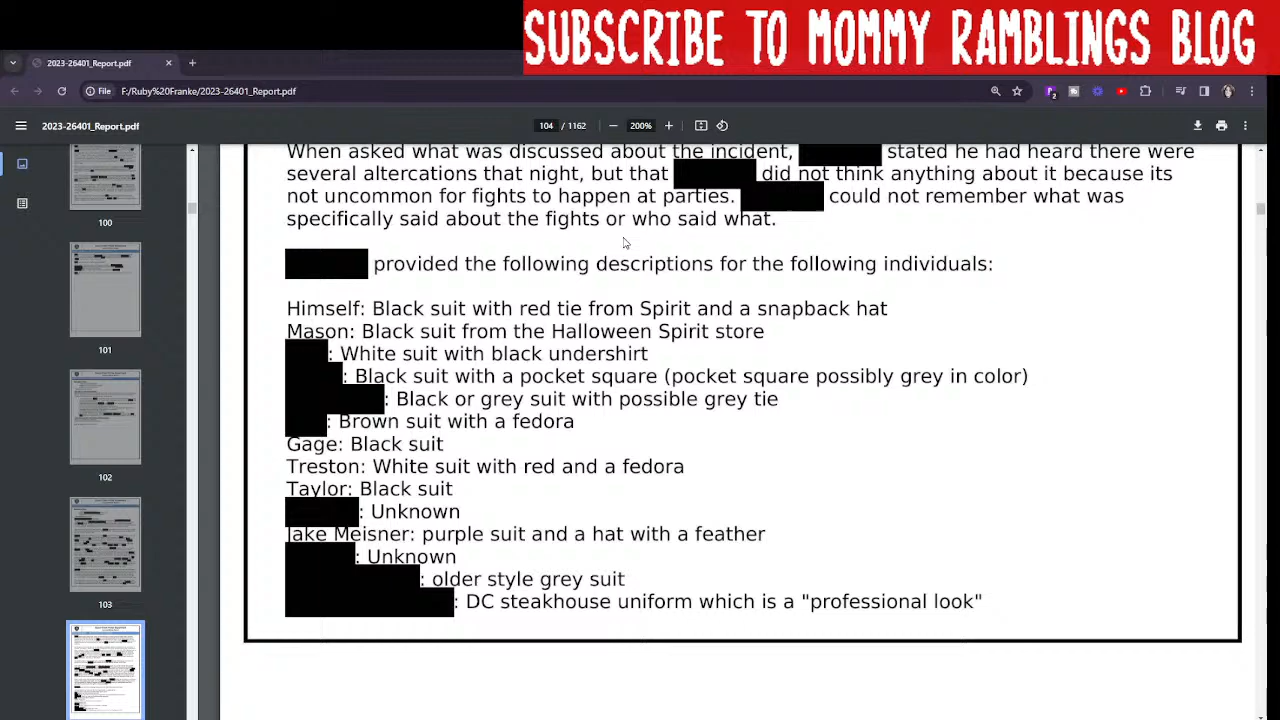 SUBSCRIBE TO MOMMY RAMBLINGS BLOG
2023-26401_Report.pdf
File F:/Ruby%20Franke/2023-26401_Report.pdf
2023-26401_Report.pdf 104 / 1162 200%
When asked what was discussed about the incident, stated he had heard there were
several altercations that night, but that did not think anything about it because its
not uncommon for fights to happen at parties. could not remember what was
specifically said about the fights or who said what.
provided the following descriptions for the following individuals:
Himself: Black suit with red tie from Spirit and a snapback hat
Mason: Black suit from the Halloween Spirit store
: White suit with black undershirt
: Black suit with a pocket square (pocket square possibly grey in color)
: Black or grey suit with possible grey tie
: Brown suit with a fedora
Gage: Black suit
Treston: White suit with red and a fedora
Taylor: Black suit
: Unknown
Jake Meisner: purple suit and a hat with a feather
: Unknown
: older style grey suit
: DC steakhouse uniform which is a "professional look"
100
101
102
103